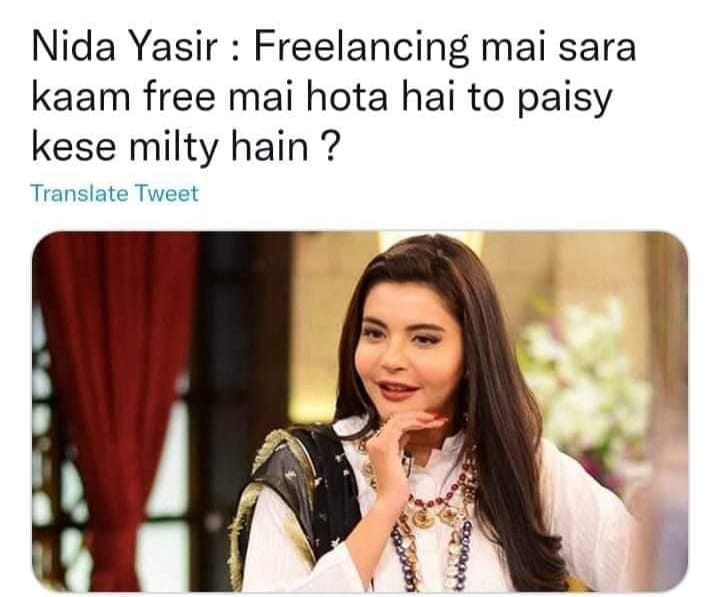 Nida Yasir : Freelancing mai sara
kaam free mai hota hai to paisy
kese milty hain ?
Translate Tweet